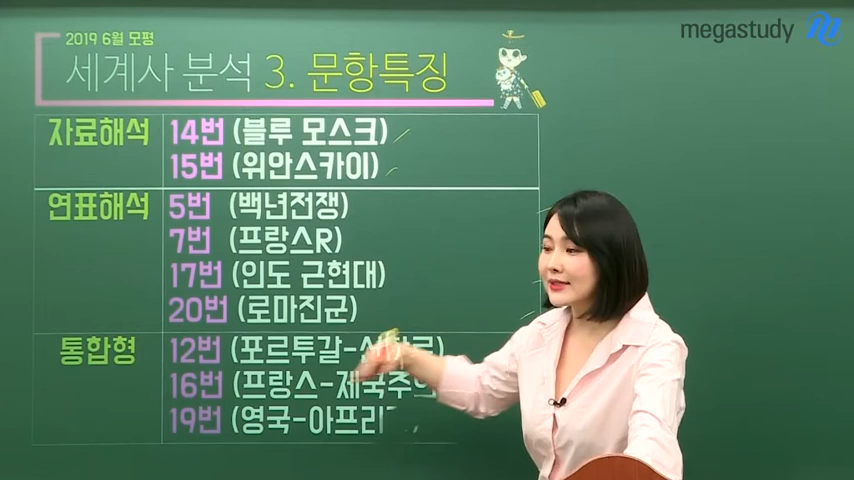 megastudy
2019 6월 모평
세계사 분석 3. 문항특징
자료해석 14번 (블루 모스크)
15번 (위안스카이)
연표해석 5번 (백년전쟁)
7번 (프랑스R)
17번 (인도 근현대)
20번 (로마진군)
통합형 12번 (포르투갈-
16번 (프랑스-제국주의
19번 (영국-아프리